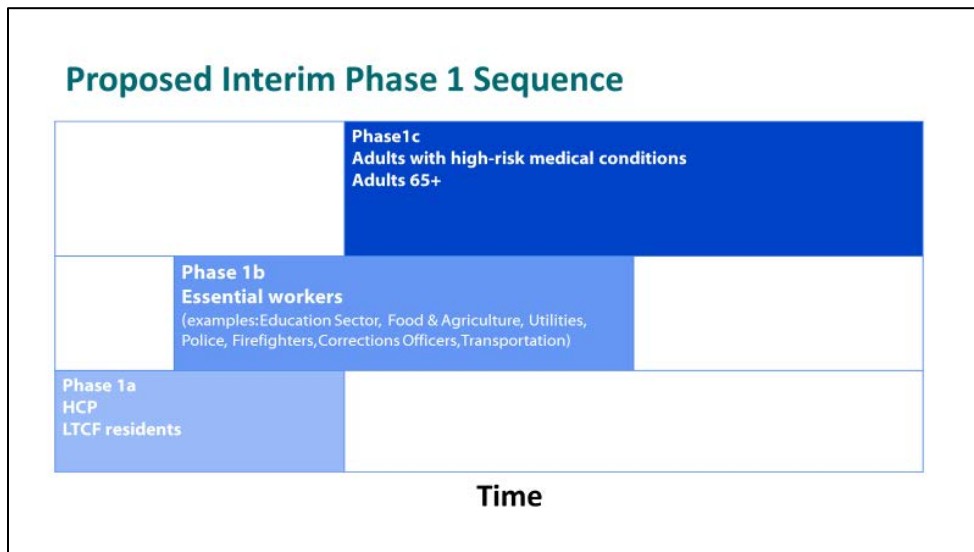 Proposed Interim Phase 1 Sequence
Phase1c
Adults with high-risk medical conditions
Adults 65+
Phase 1b
Essential workers
(examples:Education Sector, Food & Agriculture, Utilities,
Police, Firefighters,Corrections Officers,Transportation)
Phase 1a
HCP
LTCF residents
Time